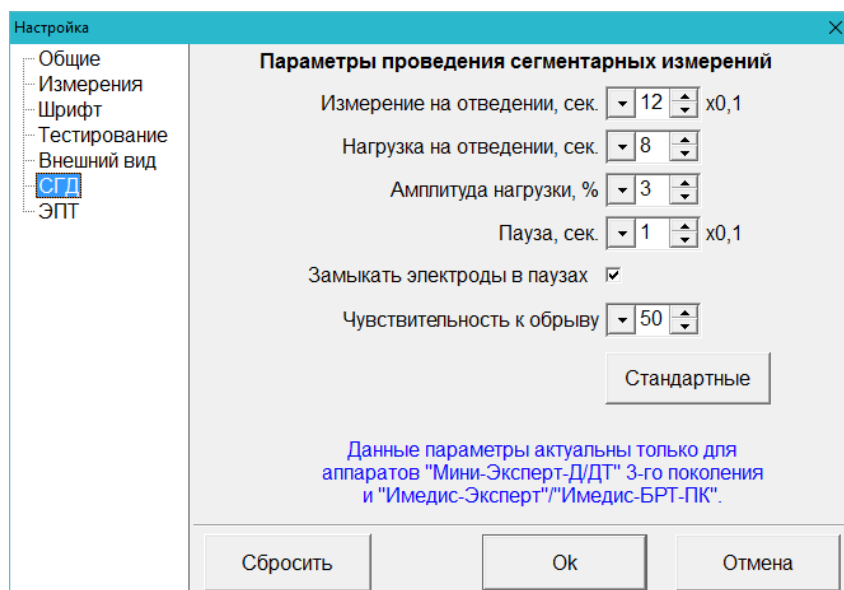 Настройка
Общие
Измерения
Шрифт
Тестирование
Внешний вид
СГД
ЭПТ
Параметры проведения сегментарных измерений
Измерение на отведении, сек. 12 x0,1
Нагрузка на отведении, сек. 8
Амплитуда нагрузки, % 3
Пауза, сек. 1 x0,1
Замыкать электроды в паузах
Чувствительность к обрыву 50
Стандартные
Данные параметры актуальны только для
аппаратов "Мини-Эксперт-Д/ДТ" 3-го поколения
и "Имедис-Эксперт"/"Имедис-БРТ-ПК".
Сбросить Ok Отмена